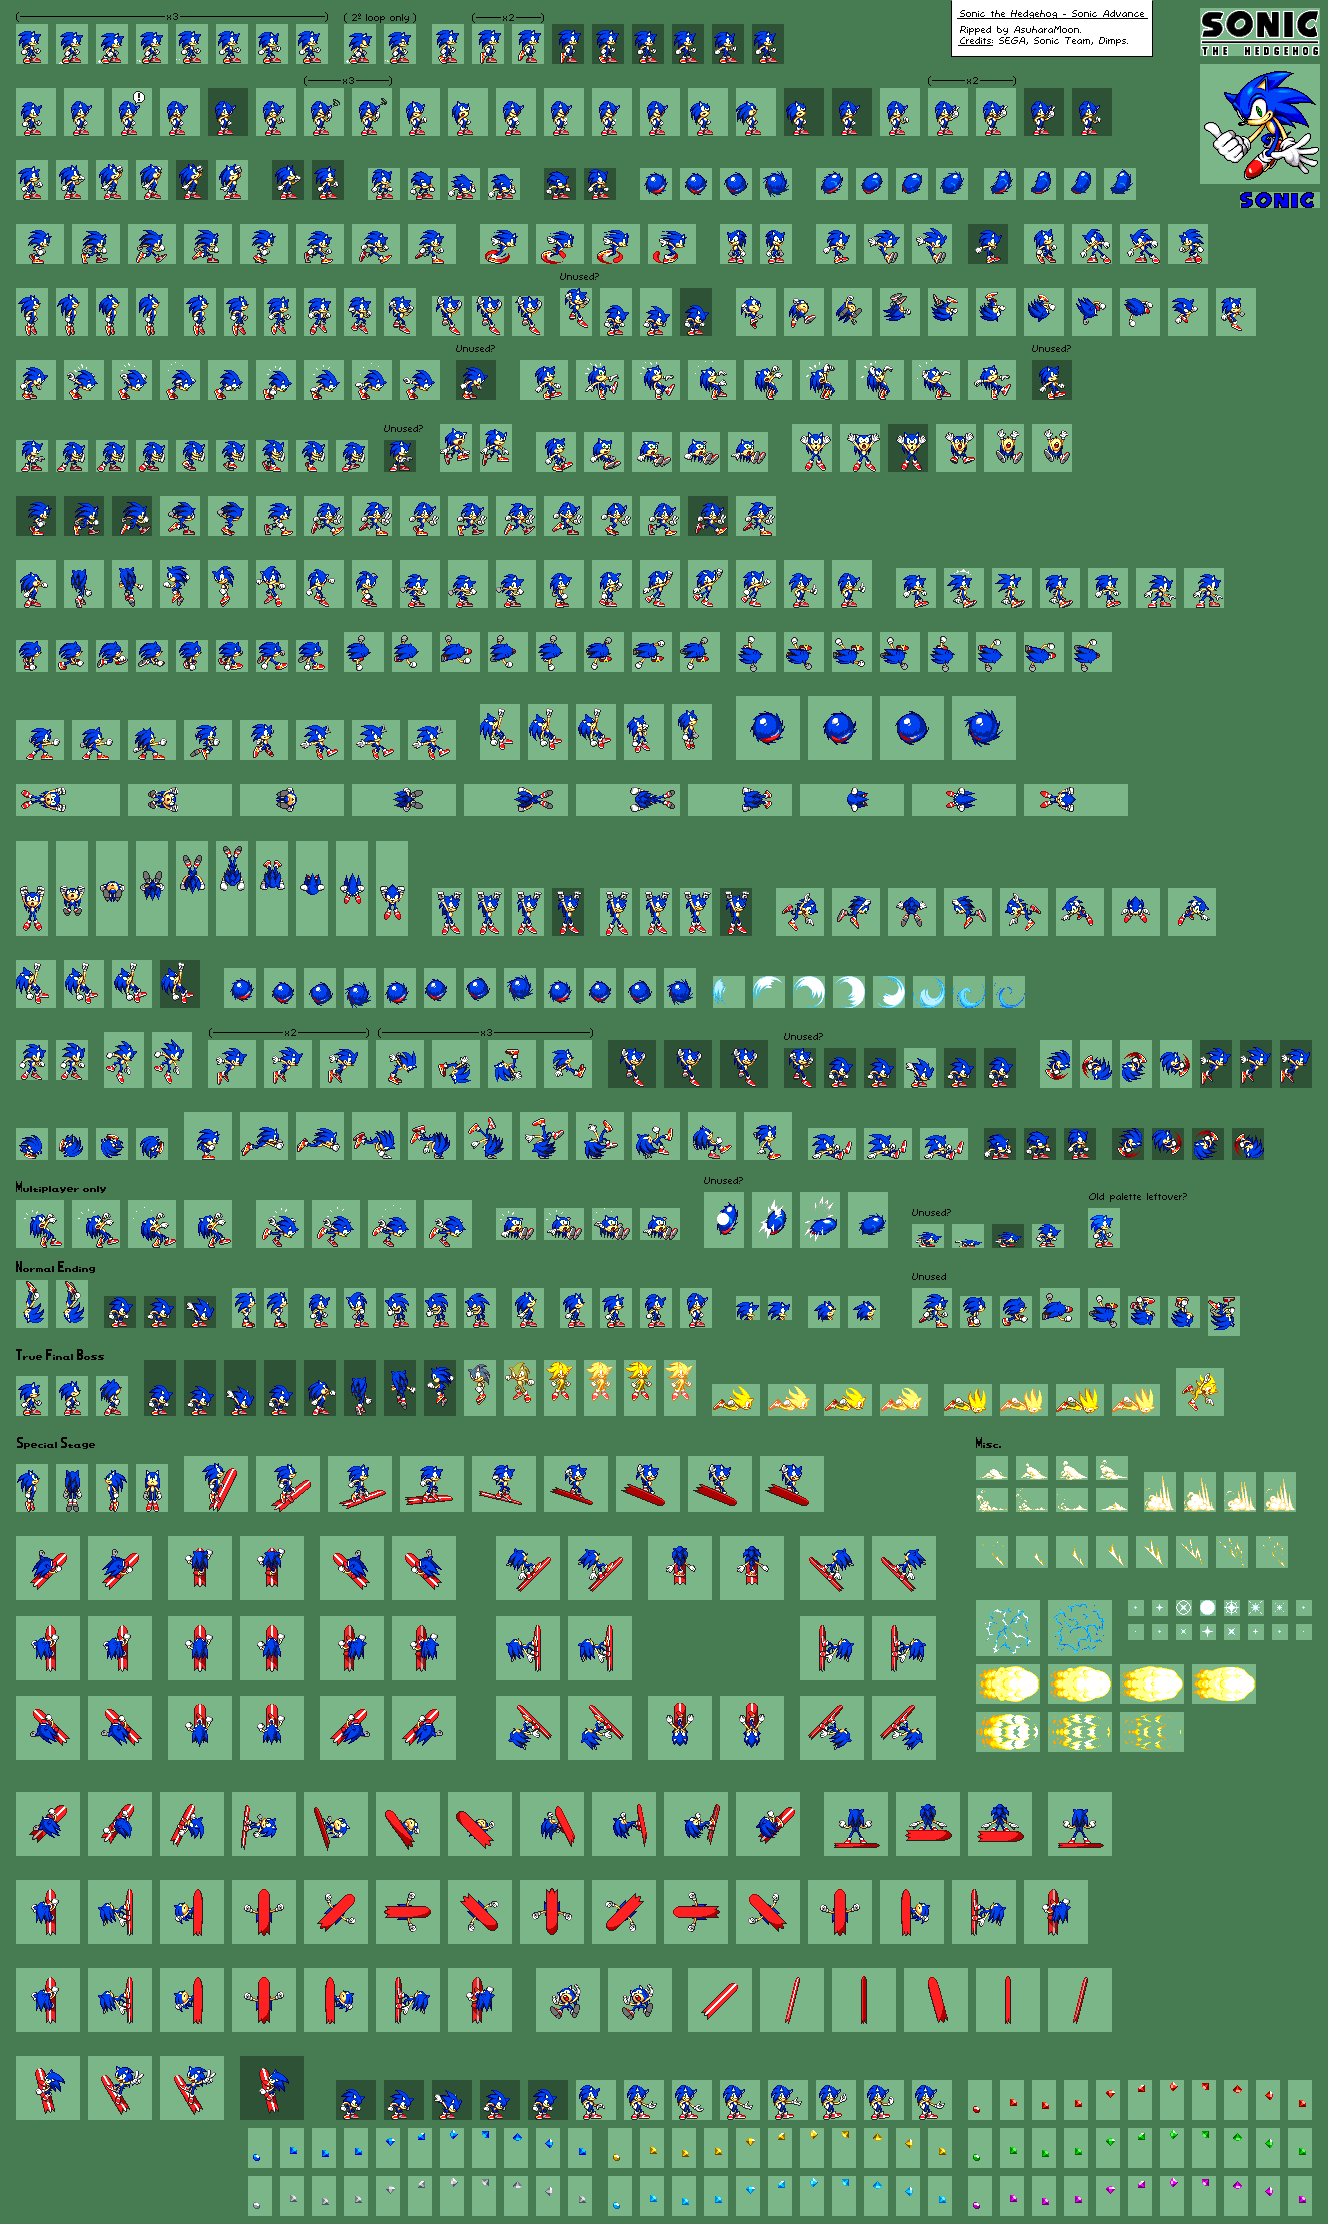 x3
( 2º loop only )
x2
Sonic the Hedgehog - Sonic Advance
Ripped by AsuharaMoon.
Credits: SEGA, Sonic Team, Dimps.
SONIC
THE HEDGEHOG
x3
x2
!
SONIC
Unused?
Unused?
Unused?
Unused?
x2
x3
Unused?
Multiplayer only
Unused?
Unused?
Old palette leftover?
Normal Ending
Unused
True Final Boss
Special Stage
Misc.